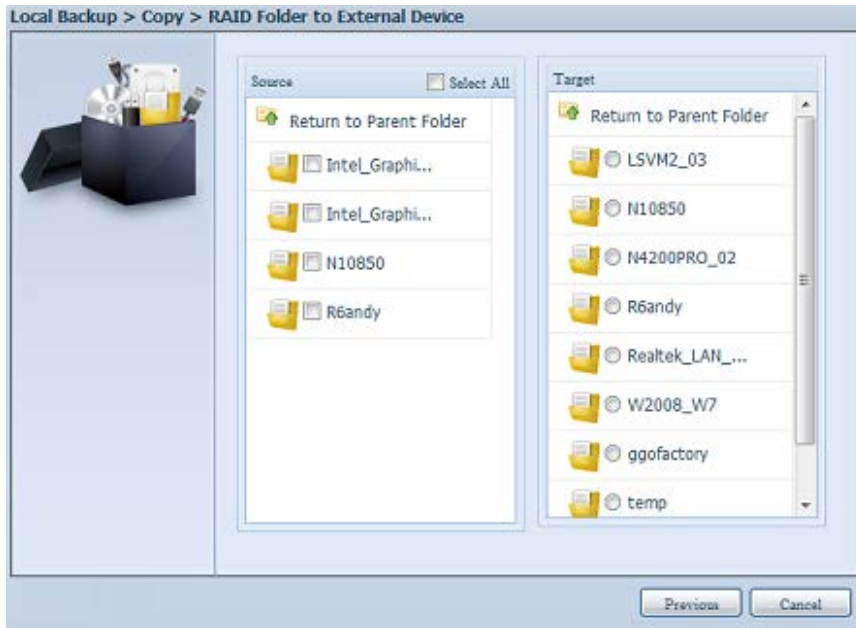 Local Backup > Copy > RAID Folder to External Device
Source
Select All
Return to Parent Folder
Intel_Graphi...
Intel_Graphi...
N10850
R6andy
Target
Return to Parent Folder
LSVM2_03
N10850
N4200PRO_02
R6andy
Realtek_LAN_...
W2008_W7
ggofactory
temp
Previous
Cancel